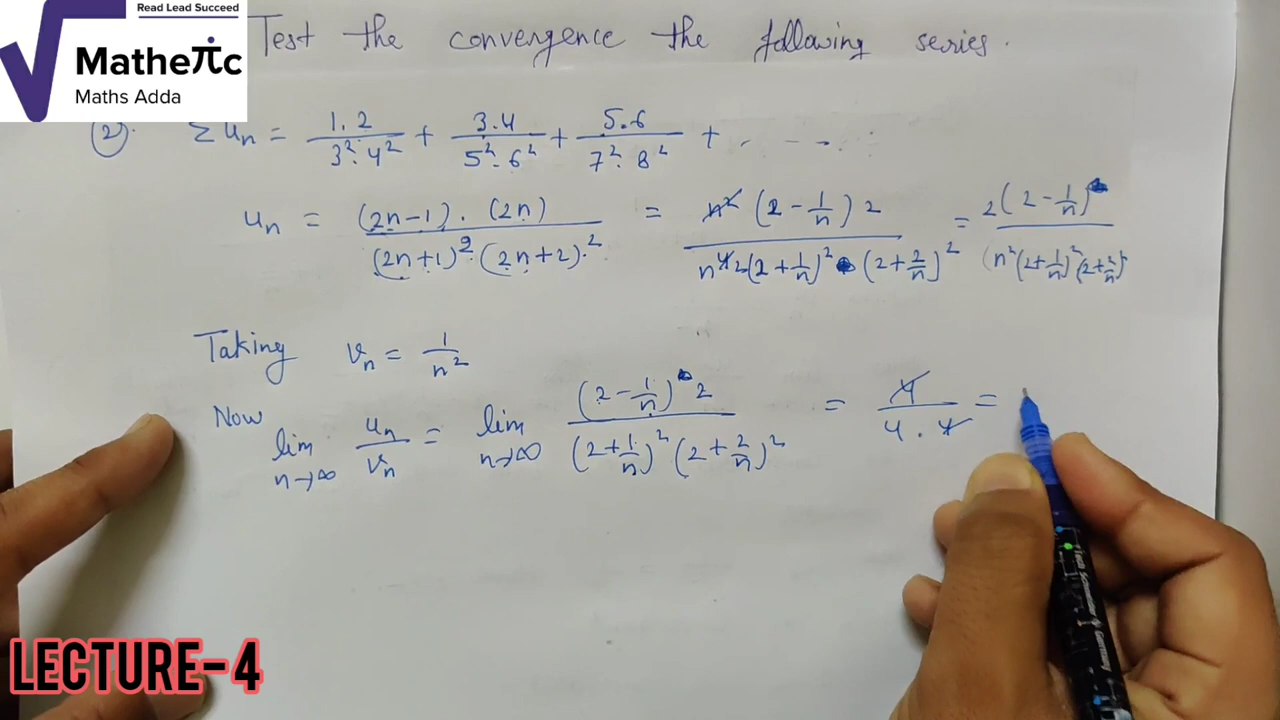 Read Lead Succeed
Matheπc
Maths Adda
Test the convergence the following series.
(2). Σ uₙ = 1.2/3².4² + 3.4/5².6² + 5.6/7².8² + . - - . . .
uₙ = (2n-1).(2n)/(2n+1)²(2n+2)² = n²(2-1/n)2/n⁴(2+1/n)²(2+2/n)² = 2(2-1/n)/(n²(2+1/n)²(2+2/n)²
Taking vₙ = 1/n²
Now lim n→∞ uₙ/vₙ = lim n→∞ (2-1/n)2/(2+1/n)²(2+2/n)² = 4/4.4 =
LECTURE-4